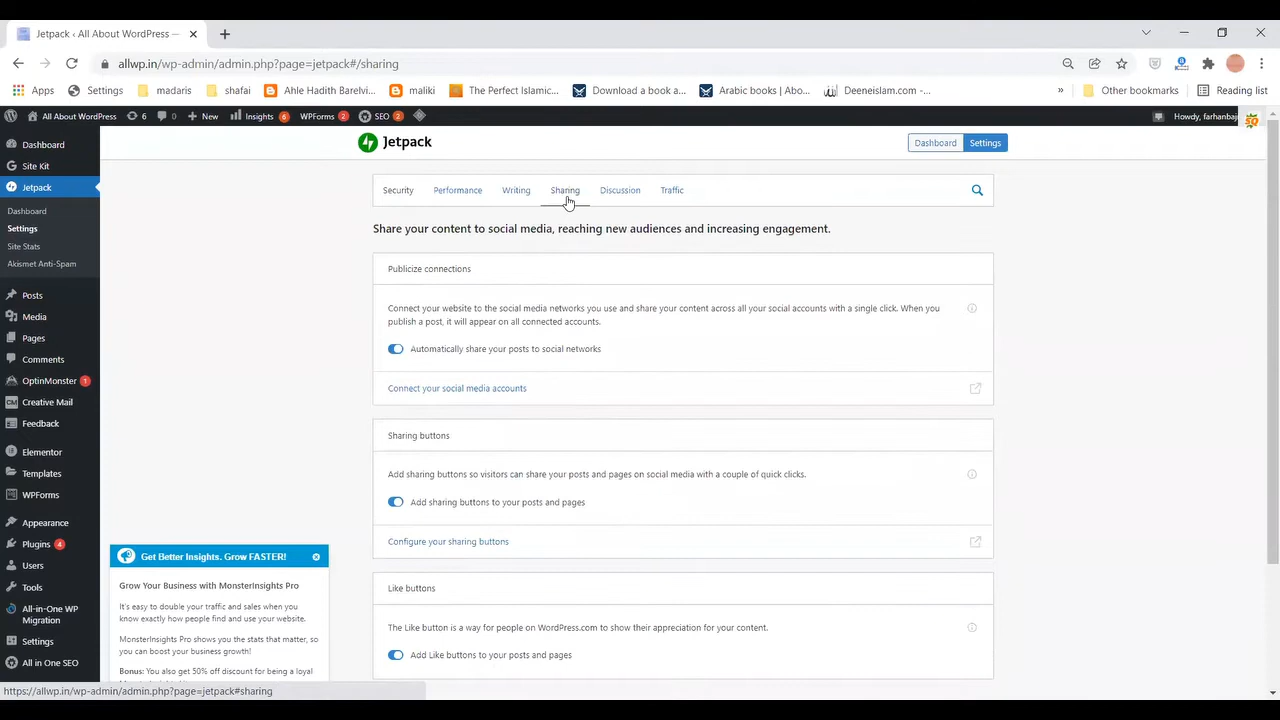 Jetpack ‹ All About WordPress —
allwp.in/wp-admin/admin.php?page=jetpack#/sharing
Apps
Settings
madaris
shafai
Ahle Hadith Barelvi...
maliki
The Perfect Islamic...
Download a book a...
Arabic books | Abo...
Deeneislam.com -...
»
Other bookmarks
Reading list
All About WordPress
6
0
New
Insights 6
WPForms 2
SEO 2
Howdy, farhanbaj
Dashboard
Site Kit
Jetpack
Dashboard
Settings
Site Stats
Akismet Anti-Spam
Posts
Media
Pages
Comments
OptinMonster 1
CM Creative Mail
Feedback
Elementor
Templates
WPForms
Appearance
Plugins 4
Users
Tools
All-in-One WP
Migration
Settings
All in One SEO
Jetpack
Dashboard Settings
Security Performance Writing Sharing Discussion Traffic
Share your content to social media, reaching new audiences and increasing engagement.
Publicize connections
Connect your website to the social media networks you use and share your content across all your social accounts with a single click. When you
publish a post, it will appear on all connected accounts.
Automatically share your posts to social networks
Connect your social media accounts
Sharing buttons
Add sharing buttons so visitors can share your posts and pages on social media with a couple of quick clicks.
Add sharing buttons to your posts and pages
Configure your sharing buttons
Like buttons
The Like button is a way for people on WordPress.com to show their appreciation for your content.
Add Like buttons to your posts and pages
Get Better Insights. Grow FASTER!
Grow Your Business with MonsterInsights Pro
It's easy to double your traffic and sales when you
know exactly how people find and use your website.
MonsterInsights Pro shows you the stats that matter, so
you can boost your business growth!
Bonus: You also get 50% off discount for being a loyal
https://allwp.in/wp-admin/admin.php?page=jetpack#sharing